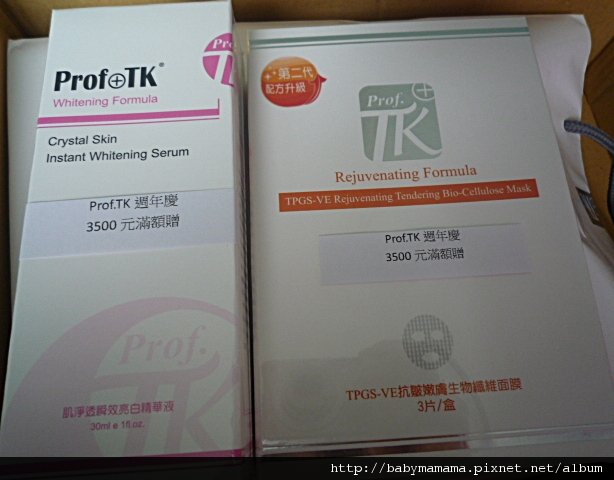 Prof.TK®
Whitening Formula
TK
Crystal Skin
Instant Whitening Serum
Prof.TK 週年慶
3500 元滿額贈
Prof.
TK
肌淨透瞬效亮白精華液
30ml e 1fl.oz.
第二代
配方升級
Prof.
TK
Rejuvenating Formula
TPGS-VE Rejuvenating Tendering Bio-Cellulose Mask
Prof.TK 週年慶
3500 元滿額贈
TPGS-VE抗皺嫩膚生物纖維面膜
3片/盒
http://babymamama.pixnet.net/album